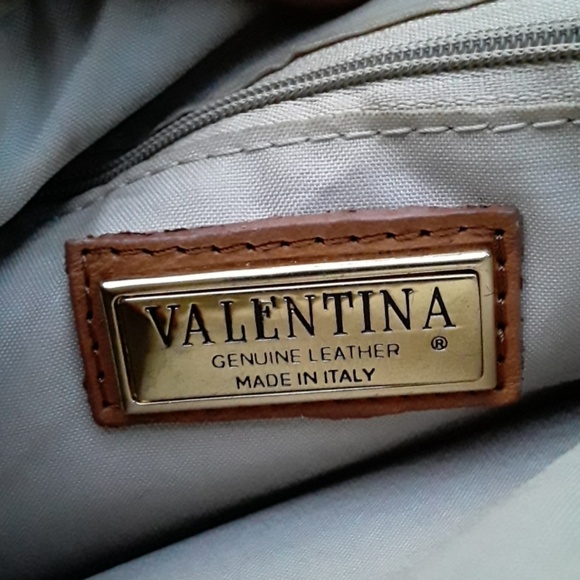 VALENTINA
GENUINE LEATHER ®
MADE IN ITALY